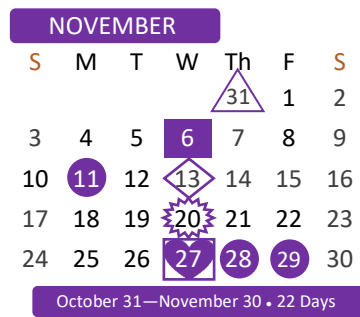 NOVEMBER
S M T W Th F S
31 1 2
3 4 5 6 7 8 9
10 11 12 13 14 15 16
17 18 19 20 21 22 23
24 25 26 27 28 29 30
October 31—November 30 • 22 Days